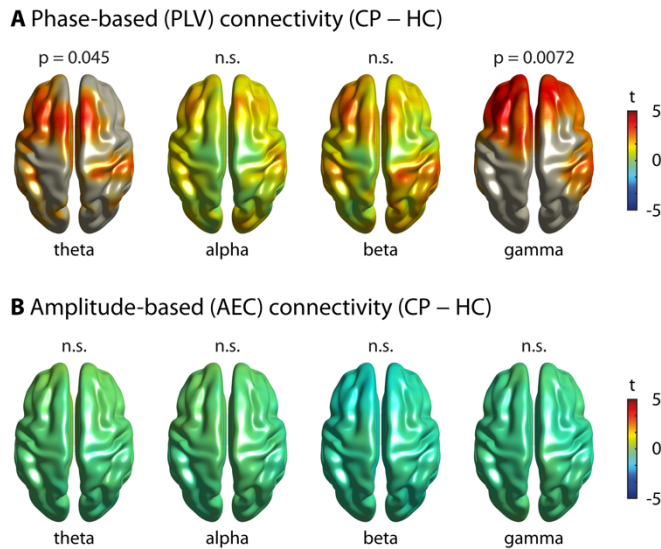 A Phase-based (PLV) connectivity (CP – HC)
p = 0.045 n.s. n.s. p = 0.0072
t
5
0
-5
theta alpha beta gamma
B Amplitude-based (AEC) connectivity (CP – HC)
n.s. n.s. n.s. n.s.
t
5
0
-5
theta alpha beta gamma